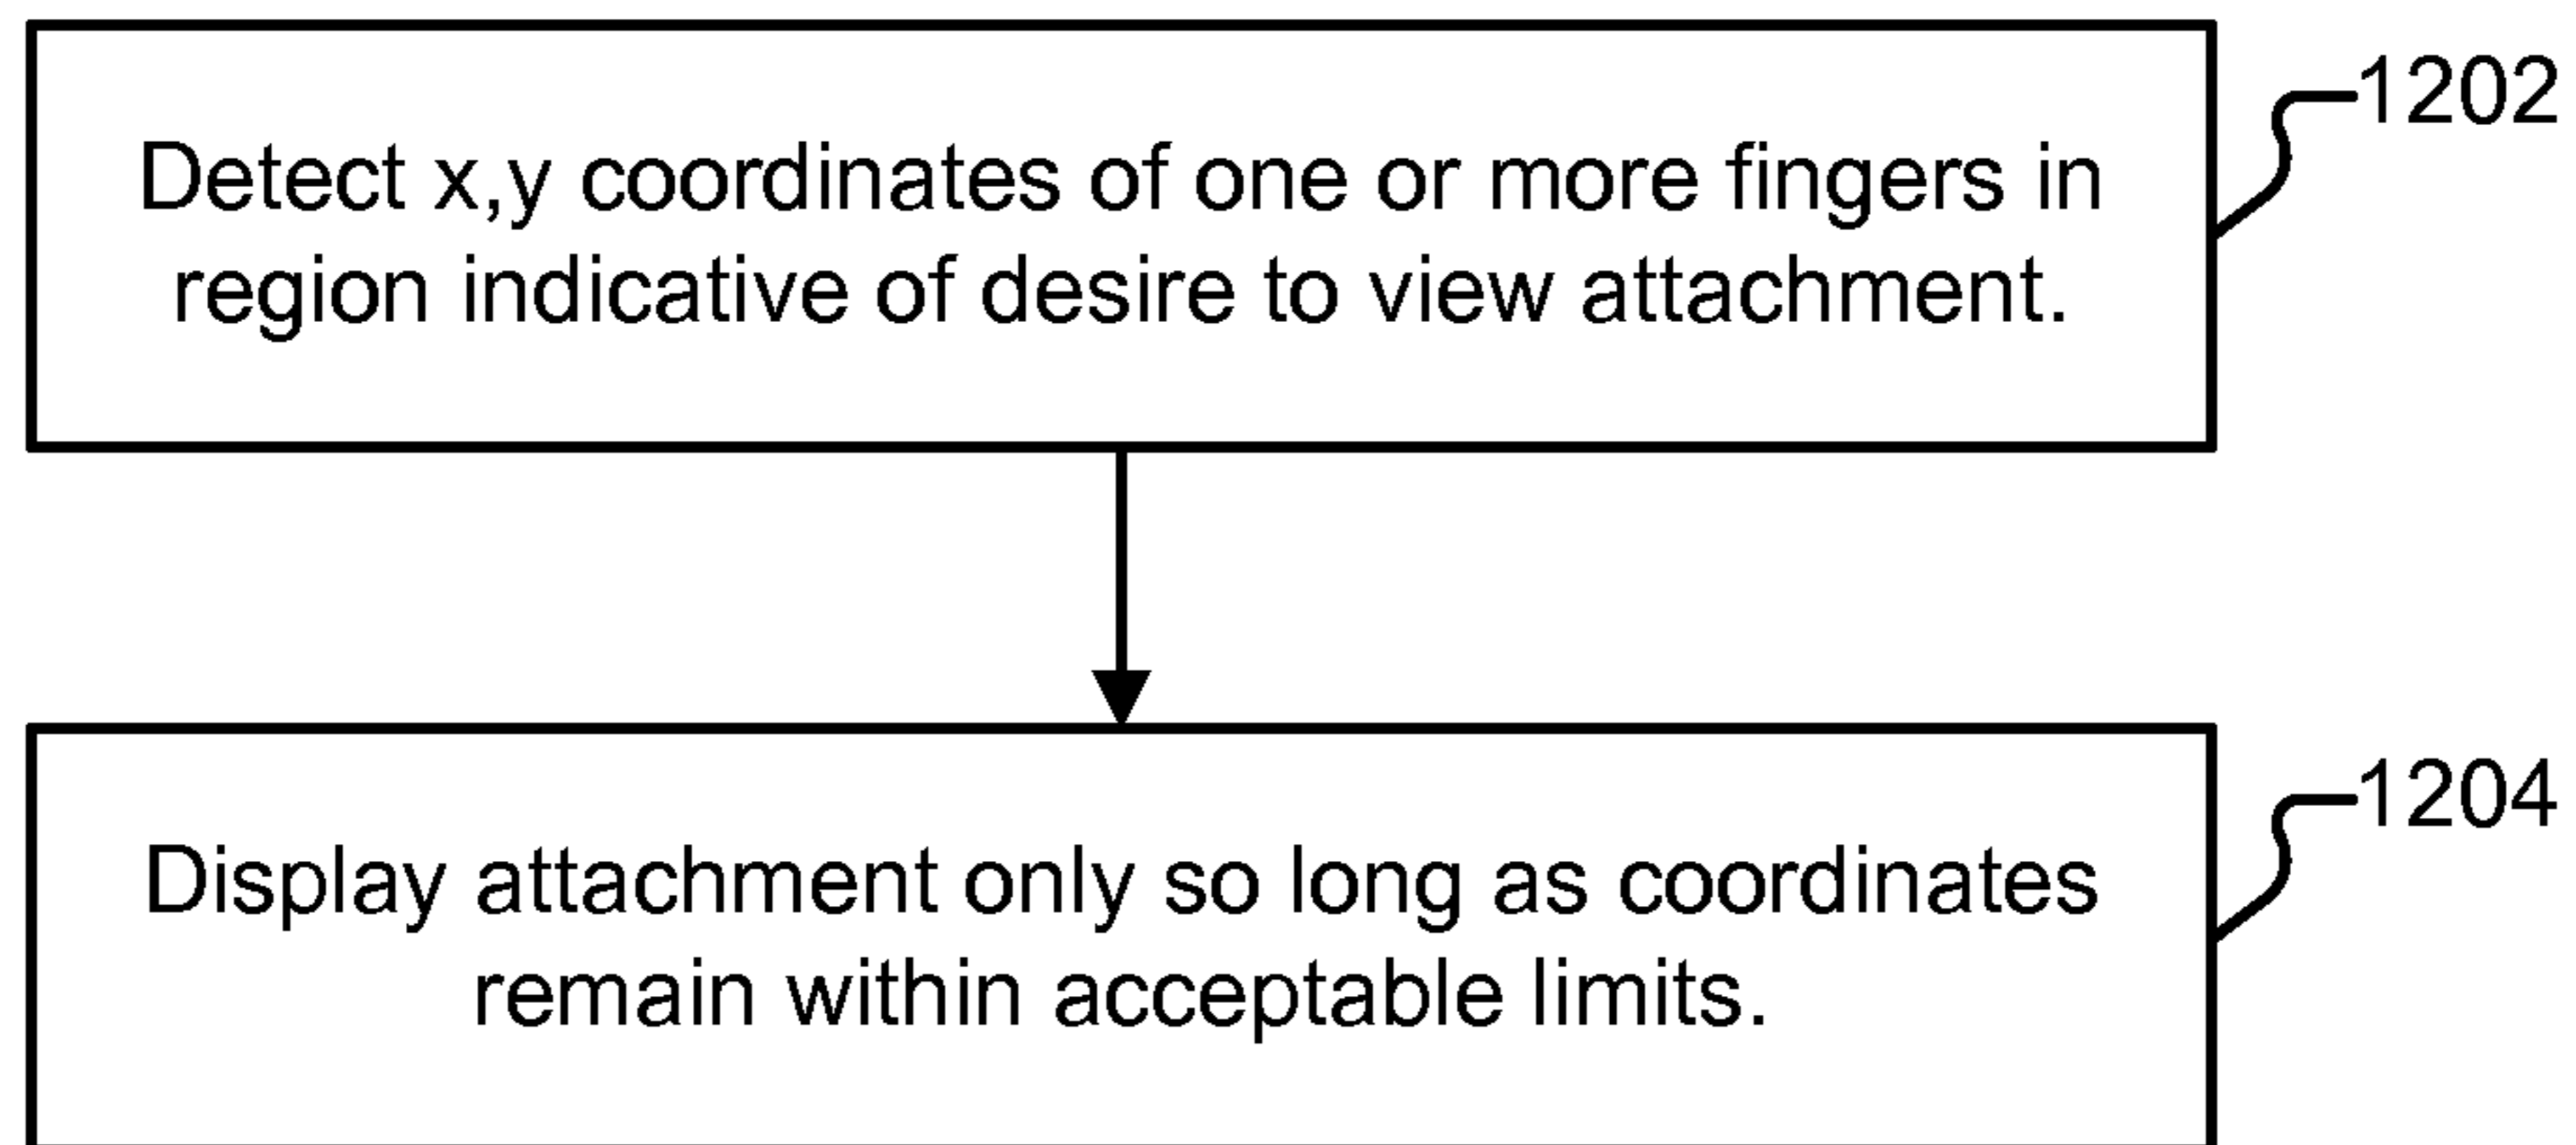 1202
Detect x,y coordinates of one or more fingers in
region indicative of desire to view attachment.
1204
Display attachment only so long as coordinates
remain within acceptable limits.